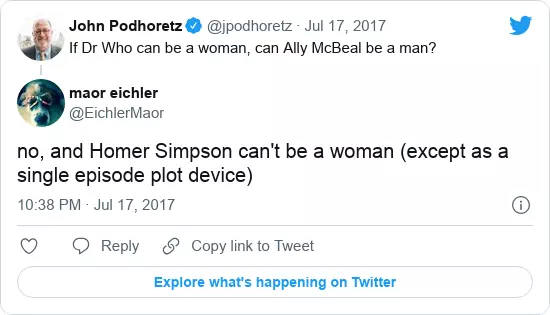 John Podhoretz @jpodhoretz · Jul 17, 2017
If Dr Who can be a woman, can Ally McBeal be a man?
maor eichler
@EichlerMaor
no, and Homer Simpson can't be a woman (except as a
single episode plot device)
10:38 PM · Jul 17, 2017
Reply Copy link to Tweet
Explore what's happening on Twitter